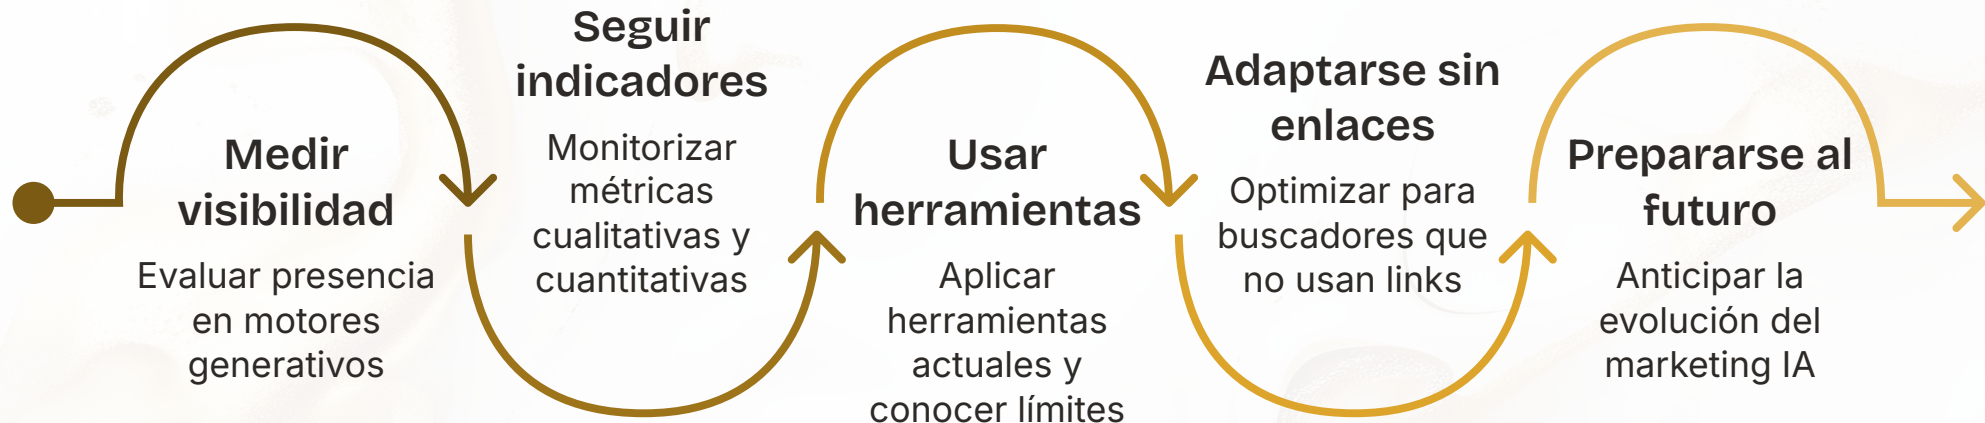 Medir
visibilidad
Evaluar presencia
en motores
generativos
Seguir
indicadores
Monitorizar
métricas
cualitativas y
cuantitativas
Usar
herramientas
Aplicar
herramientas
actuales y
conocer límites
Adaptarse sin
enlaces
Optimizar para
buscadores que
no usan links
Prepararse al
futuro
Anticipar la
evolución del
marketing IA